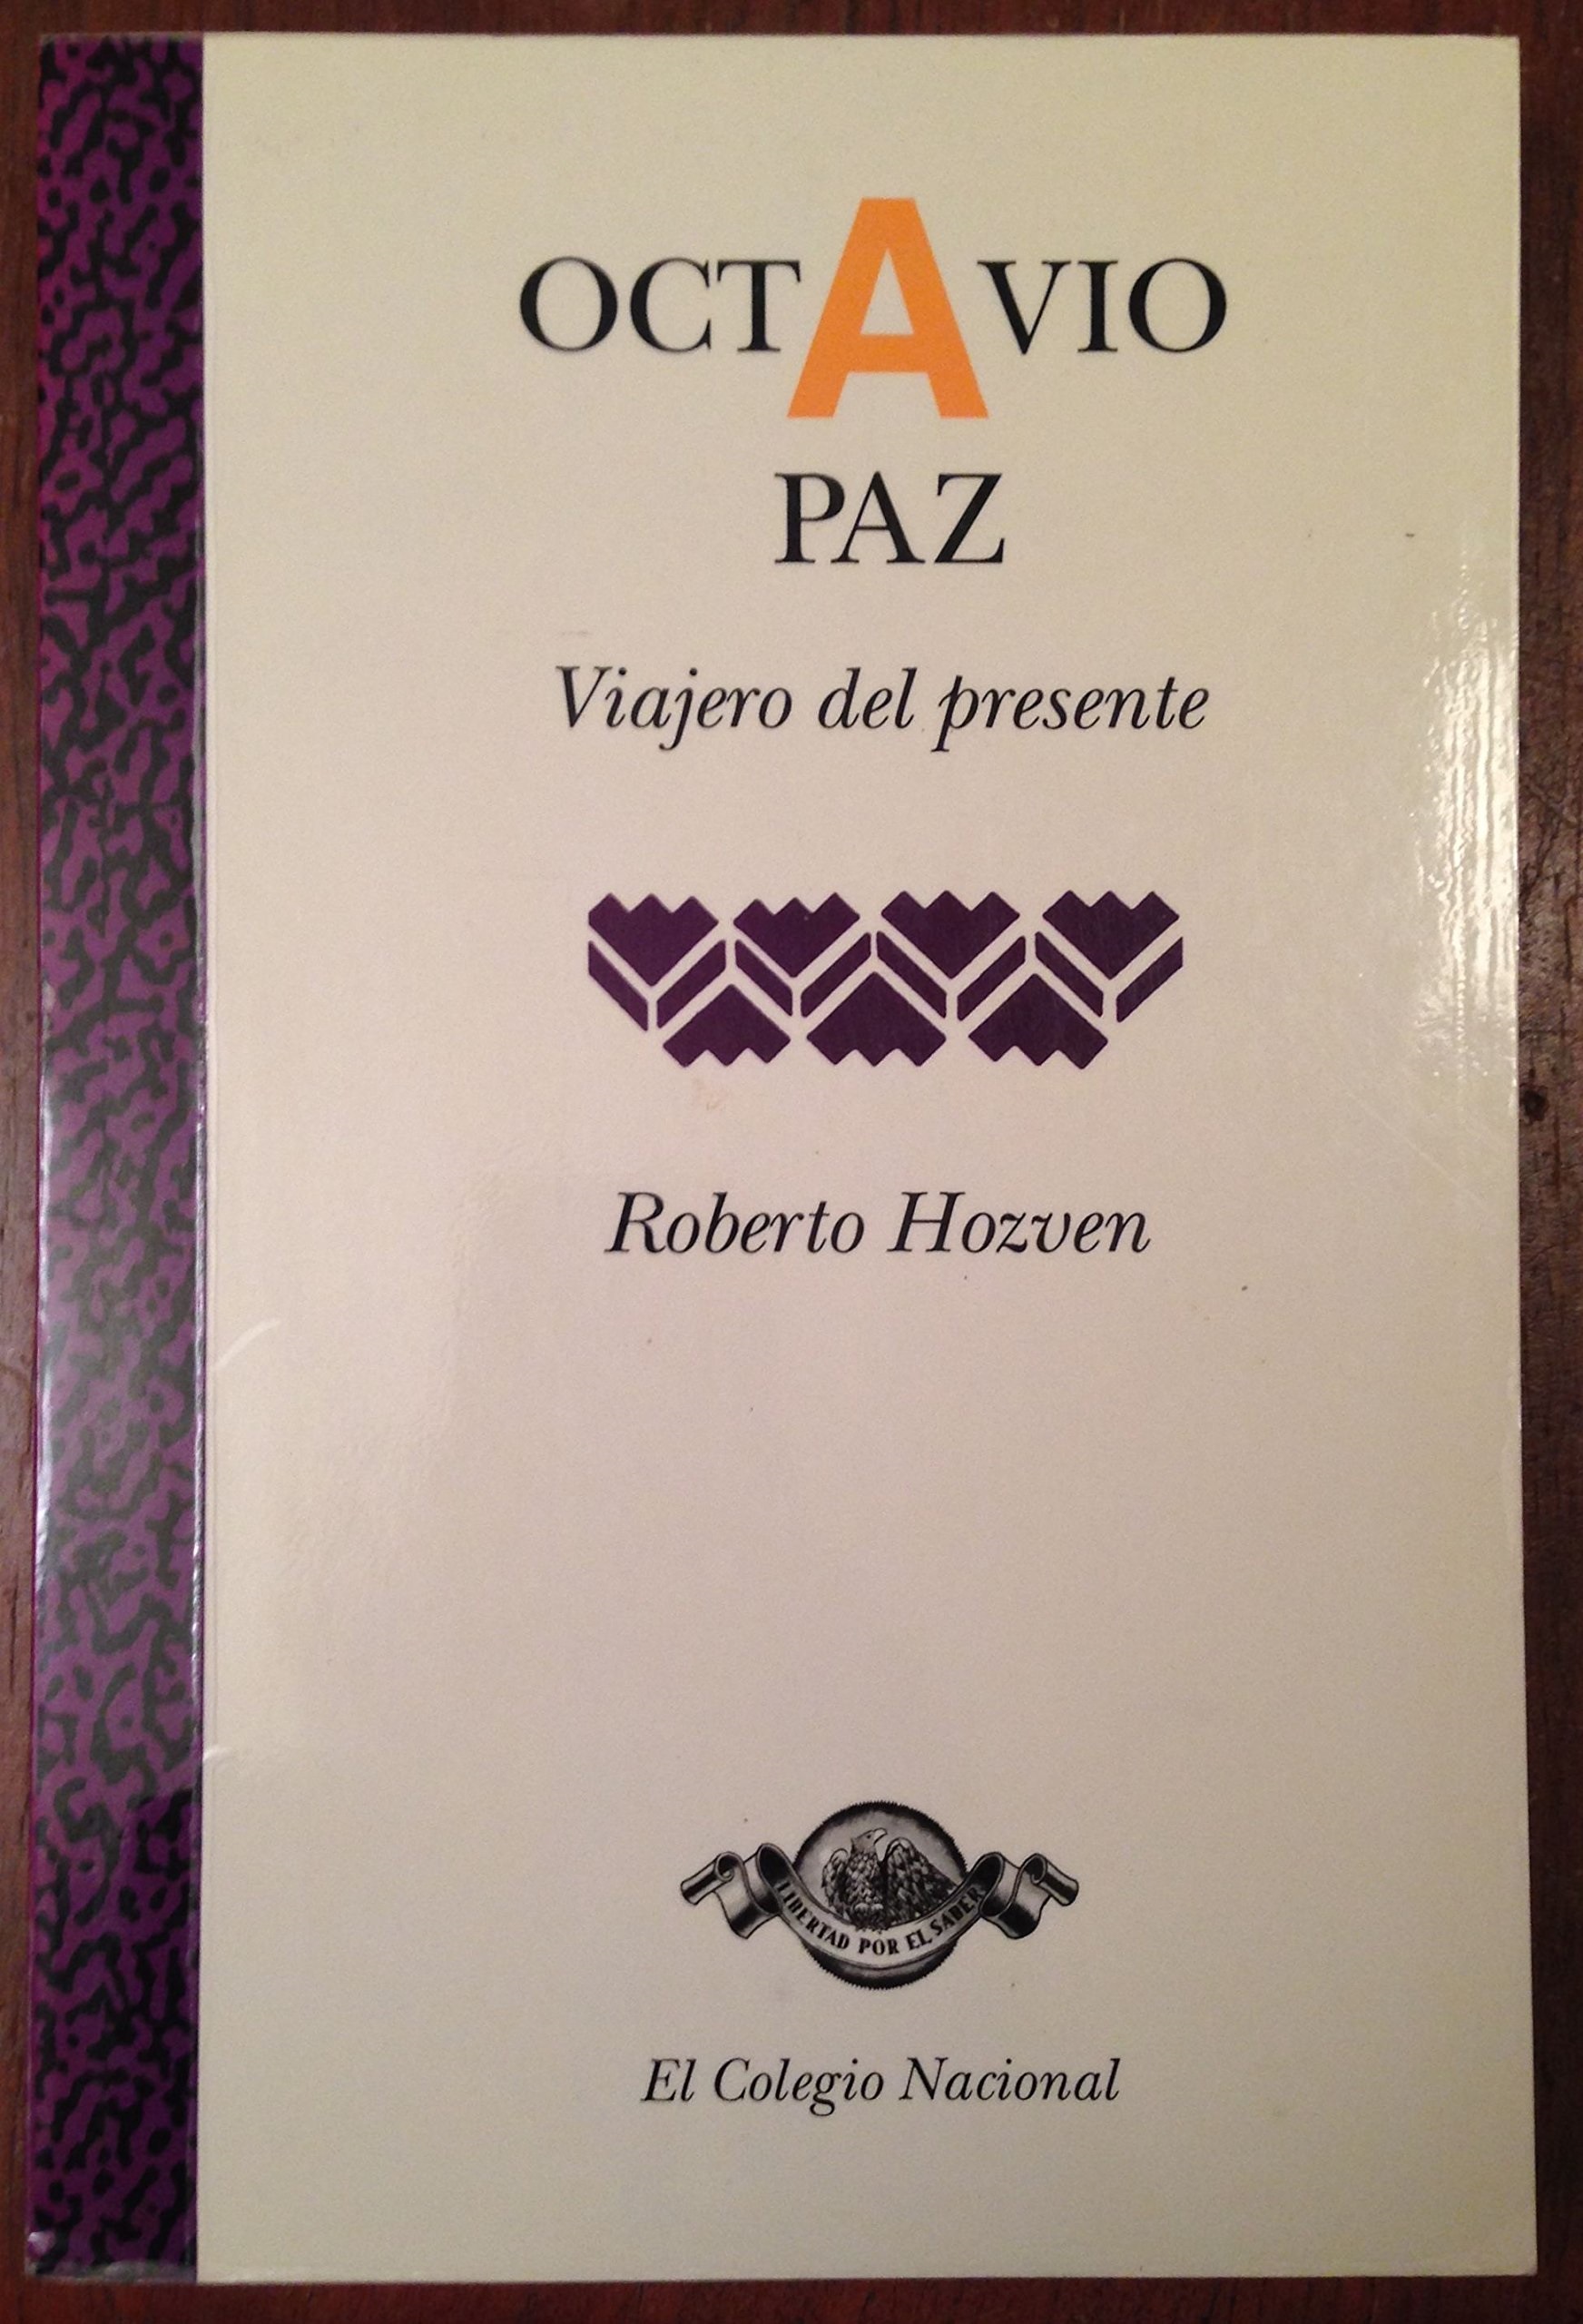 OCTAVIO
PAZ
Viajero del presente
Roberto Hozven
LIBERTAD POR EL SABER
El Colegio Nacional